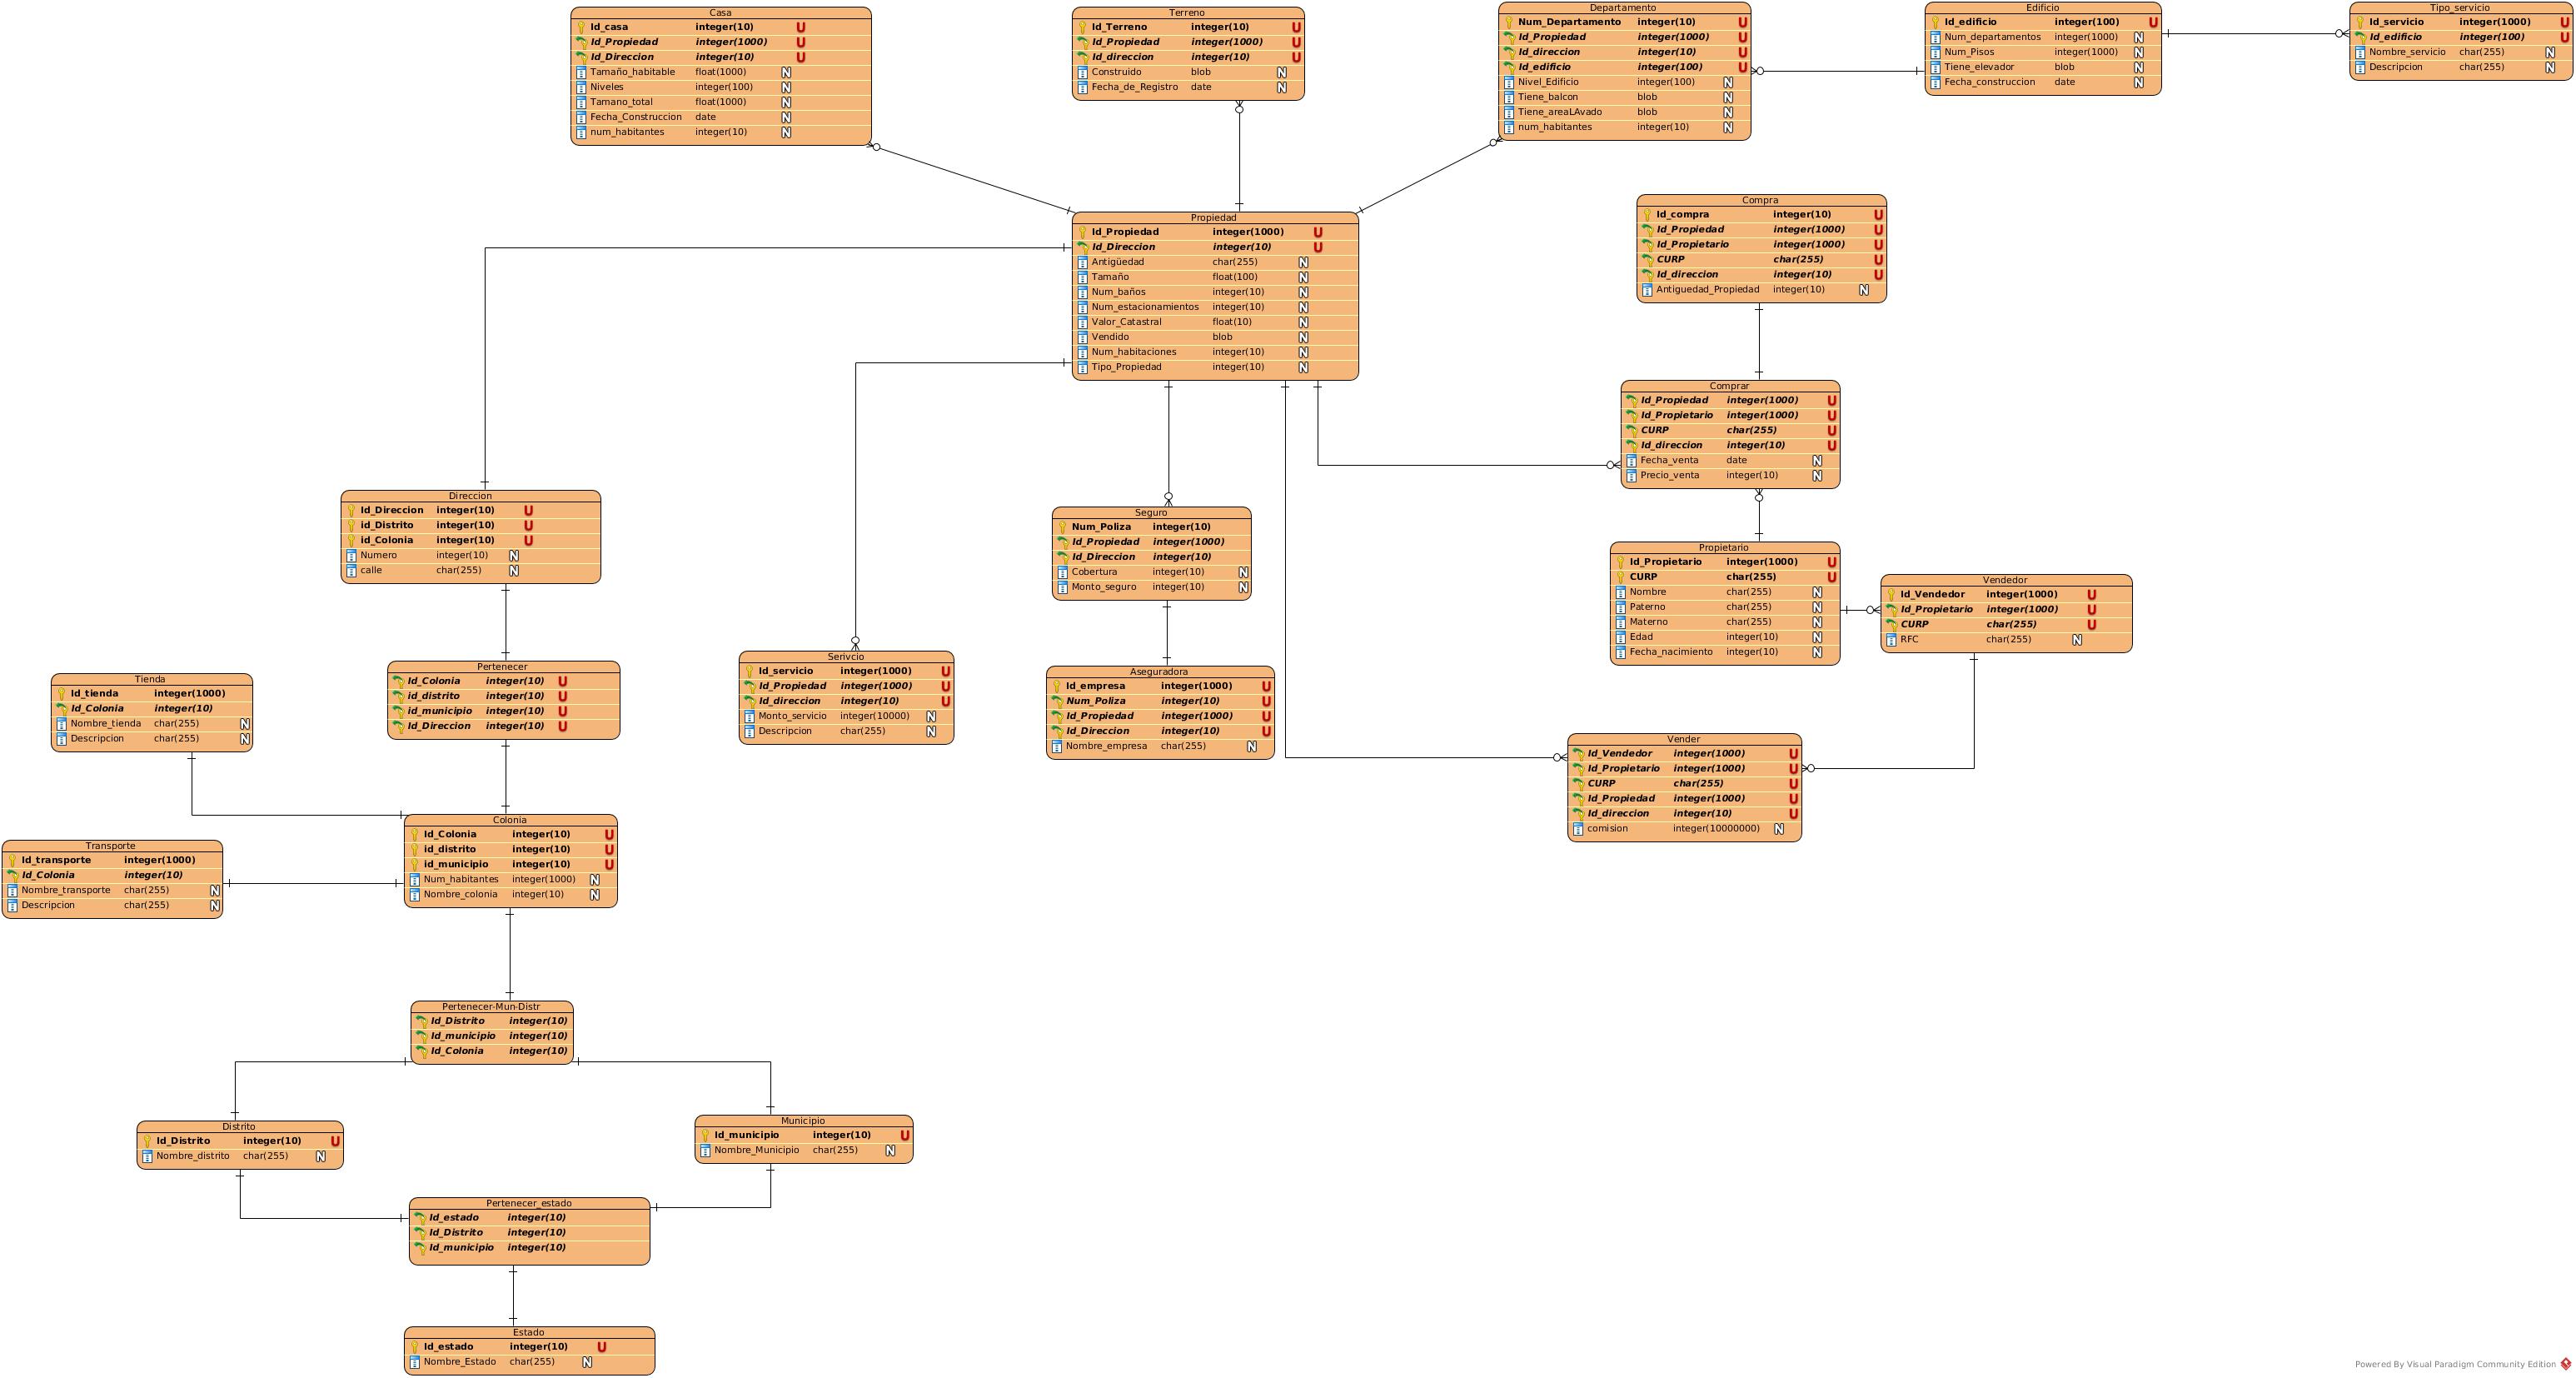 Casa
Id_casa integer(10) U
Id_Propiedad integer(1000) U
Id_Direccion integer(10) U
Tamaño_habitable float(1000) N
Niveles integer(100) N
Tamano_total float(1000) N
Fecha_Construccion date N
num_habitantes integer(10) N
Terreno
Id_Terreno integer(10) U
Id_Propiedad integer(1000) U
Id_direccion integer(10) U
Construido blob N
Fecha_de_Registro date N
Departamento
Num_Departamento integer(10) U
Id_Propiedad integer(1000) U
Id_direccion integer(10) U
Id_edificio integer(100) U
Nivel_Edificio integer(100) N
Tiene_balcon blob N
Tiene_areaLAvado blob N
num_habitantes integer(10) N
Edificio
Id_edificio integer(100) U
Num_departamentos integer(1000) N
Num_Pisos integer(1000) N
Tiene_elevador blob N
Fecha_construccion date N
Tipo_servicio
Id_servicio integer(1000) U
Id_edificio integer(100) U
Nombre_servicio char(255) N
Descripcion char(255) N
Propiedad
Id_Propiedad integer(1000) U
Id_Direccion integer(10) U
Antigüedad char(255) N
Tamaño float(100) N
Num_baños integer(10) N
Num_estacionamientos integer(10) N
Valor_Catastral float(10) N
Vendido blob N
Num_habitaciones integer(10) N
Tipo_Propiedad integer(10) N
Compra
Id_compra integer(10) U
Id_Propiedad integer(1000) U
Id_Propietario integer(1000) U
CURP char(255) U
Id_direccion integer(10) U
Antiguedad_Propiedad integer(10) N
Comprar
Id_Propiedad integer(1000) U
Id_Propietario integer(1000) U
CURP char(255) U
Id_direccion integer(10) U
Fecha_venta date N
Precio_venta integer(10) N
Direccion
Id_Direccion integer(10) U
id_Distrito integer(10) U
id_Colonia integer(10) U
Numero integer(10) N
calle char(255) N
Seguro
Num_Poliza integer(10)
Id_Propiedad integer(1000)
Id_Direccion integer(10)
Cobertura integer(10) N
Monto_seguro integer(10) N
Propietario
Id_Propietario integer(1000) U
CURP char(255) U
Nombre char(255) N
Paterno char(255) N
Materno char(255) N
Edad integer(10) N
Fecha_nacimiento integer(10) N
Vendedor
Id_Vendedor integer(1000) U
Id_Propietario integer(1000) U
CURP char(255) U
RFC char(255) N
Pertenecer
Id_Colonia integer(10) U
id_distrito integer(10) U
id_municipio integer(10) U
Id_Direccion integer(10) U
Tienda
Id_tienda integer(1000)
Id_Colonia integer(10)
Nombre_tienda char(255) N
Descripcion char(255) N
Serivcio
Id_servicio integer(1000) U
Id_Propiedad integer(1000) U
Id_direccion integer(10) U
Monto_servicio integer(10000) N
Descripcion char(255) N
Aseguradora
Id_empresa integer(1000) U
Num_Poliza integer(10) U
Id_Propiedad integer(1000) U
Id_Direccion integer(10) U
Nombre_empresa char(255) N
Vender
Id_Vendedor integer(1000) U
Id_Propietario integer(1000) U
CURP char(255) U
Id_Propiedad integer(1000) U
Id_direccion integer(10) U
comision integer(10000000) N
Transporte
Id_transporte integer(1000)
Id_Colonia integer(10)
Nombre_transporte char(255) N
Descripcion char(255) N
Colonia
Id_Colonia integer(10) U
id_distrito integer(10) U
id_municipio integer(10) U
Num_habitantes integer(1000) N
Nombre_colonia integer(10) N
Pertenecer-Mun-Distr
Id_Distrito integer(10)
Id_municipio integer(10)
Id_Colonia integer(10)
Distrito
Id_Distrito integer(10) U
Nombre_distrito char(255) N
Municipio
Id_municipio integer(10) U
Nombre_Municipio char(255) N
Pertenecer_estado
Id_estado integer(10)
Id_Distrito integer(10)
Id_municipio integer(10)
Estado
Id_estado integer(10) U
Nombre_Estado char(255) N
Powered By Visual Paradigm Community Edition